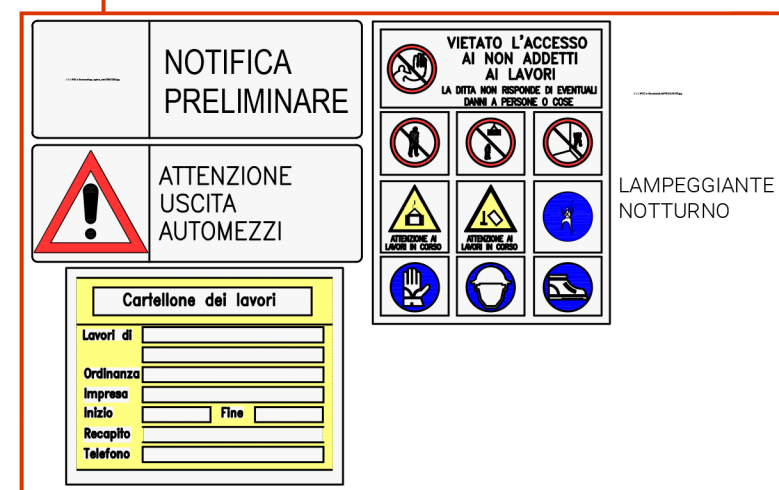 NOTIFICA
PRELIMINARE
ATTENZIONE
USCITA
AUTOMEZZI
Cartellone dei lavori
Lavori di
Ordinanza
Impresa
Inizio Fine
Recapito
Telefono
VIETATO L'ACCESSO
AI NON ADDETTI
AI LAVORI
LA DITTA NON RISPONDE DI EVENTUALI
DANNI A PERSONE O COSE
ATTENZIONE AI
LAVORI IN CORSO
ATTENZIONE AI
LAVORI IN CORSO
LAMPEGGIANTE
NOTTURNO